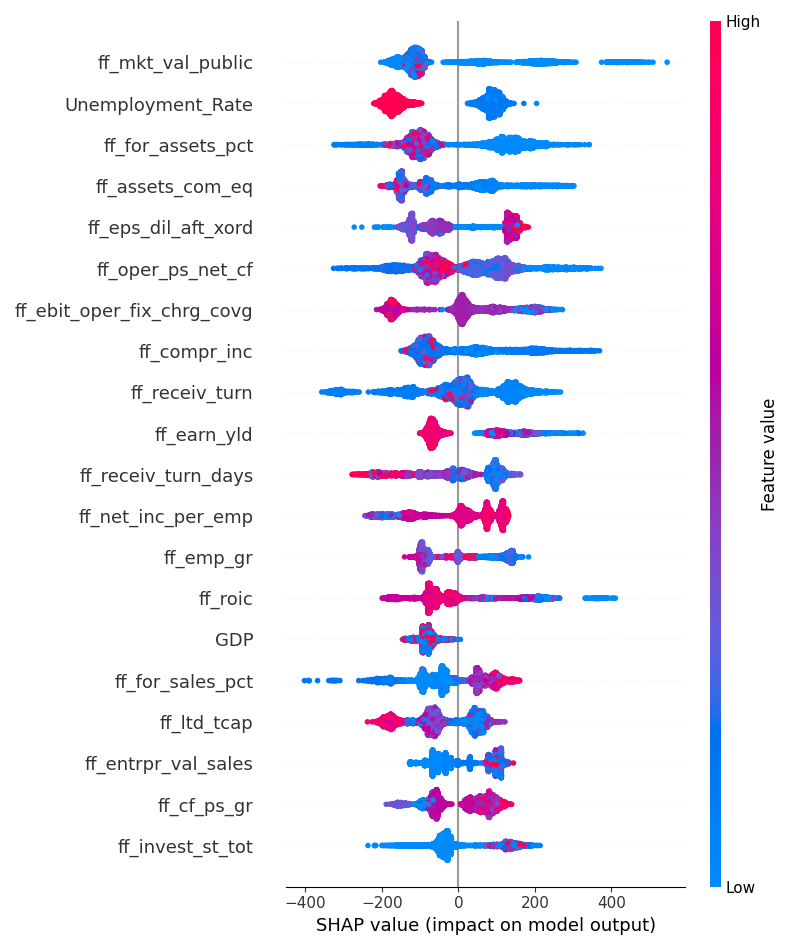 High
ff_mkt_val_public
Unemployment_Rate
ff_for_assets_pct
ff_assets_com_eq
ff_eps_dil_aft_xord
ff_oper_ps_net_cf
ff_ebit_oper_fix_chrg_covg
ff_compr_inc
ff_receiv_turn
ff_earn_yld
ff_receiv_turn_days
ff_net_inc_per_emp
ff_emp_gr
ff_roic
GDP
ff_for_sales_pct
ff_ltd_tcap
ff_entrpr_val_sales
ff_cf_ps_gr
ff_invest_st_tot
Feature value
Low
−400 −200 0 200 400
SHAP value (impact on model output)